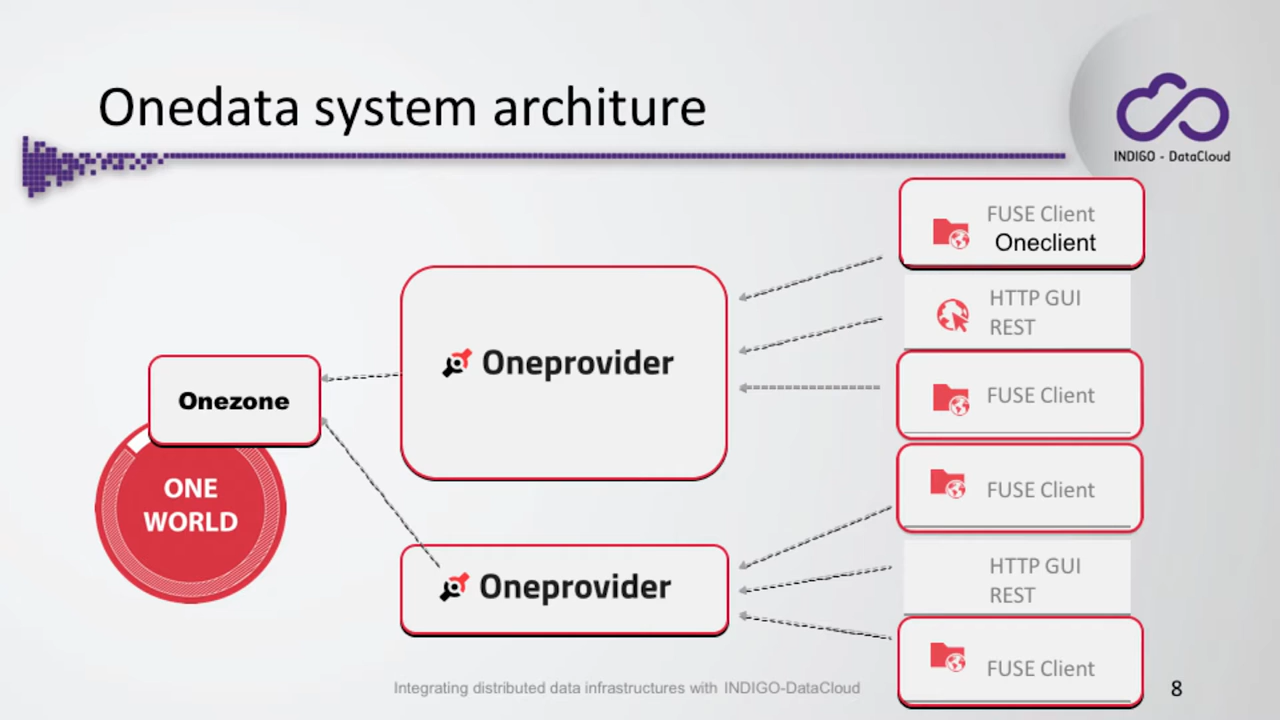 Onedata system architure
INDIGO - DataCloud
FUSE Client
Oneclient
HTTP GUI
REST
Oneprovider
FUSE Client
Onezone
ONE
WORLD
FUSE Client
HTTP GUI
REST
Oneprovider
FUSE Client
Integrating distributed data infrastructures with INDIGO-DataCloud
8